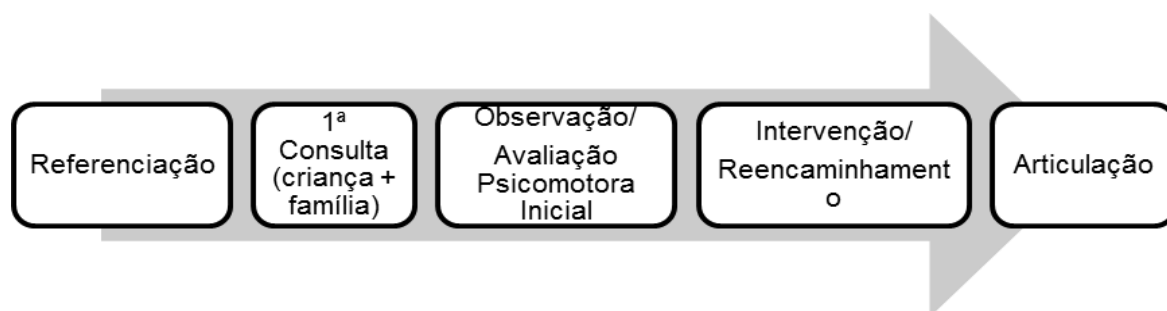 Referenciação
1ª
Consulta
(criança +
família)
Observação/
Avaliação
Psicomotora
Inicial
Intervenção/
Reencaminhament
o
Articulação